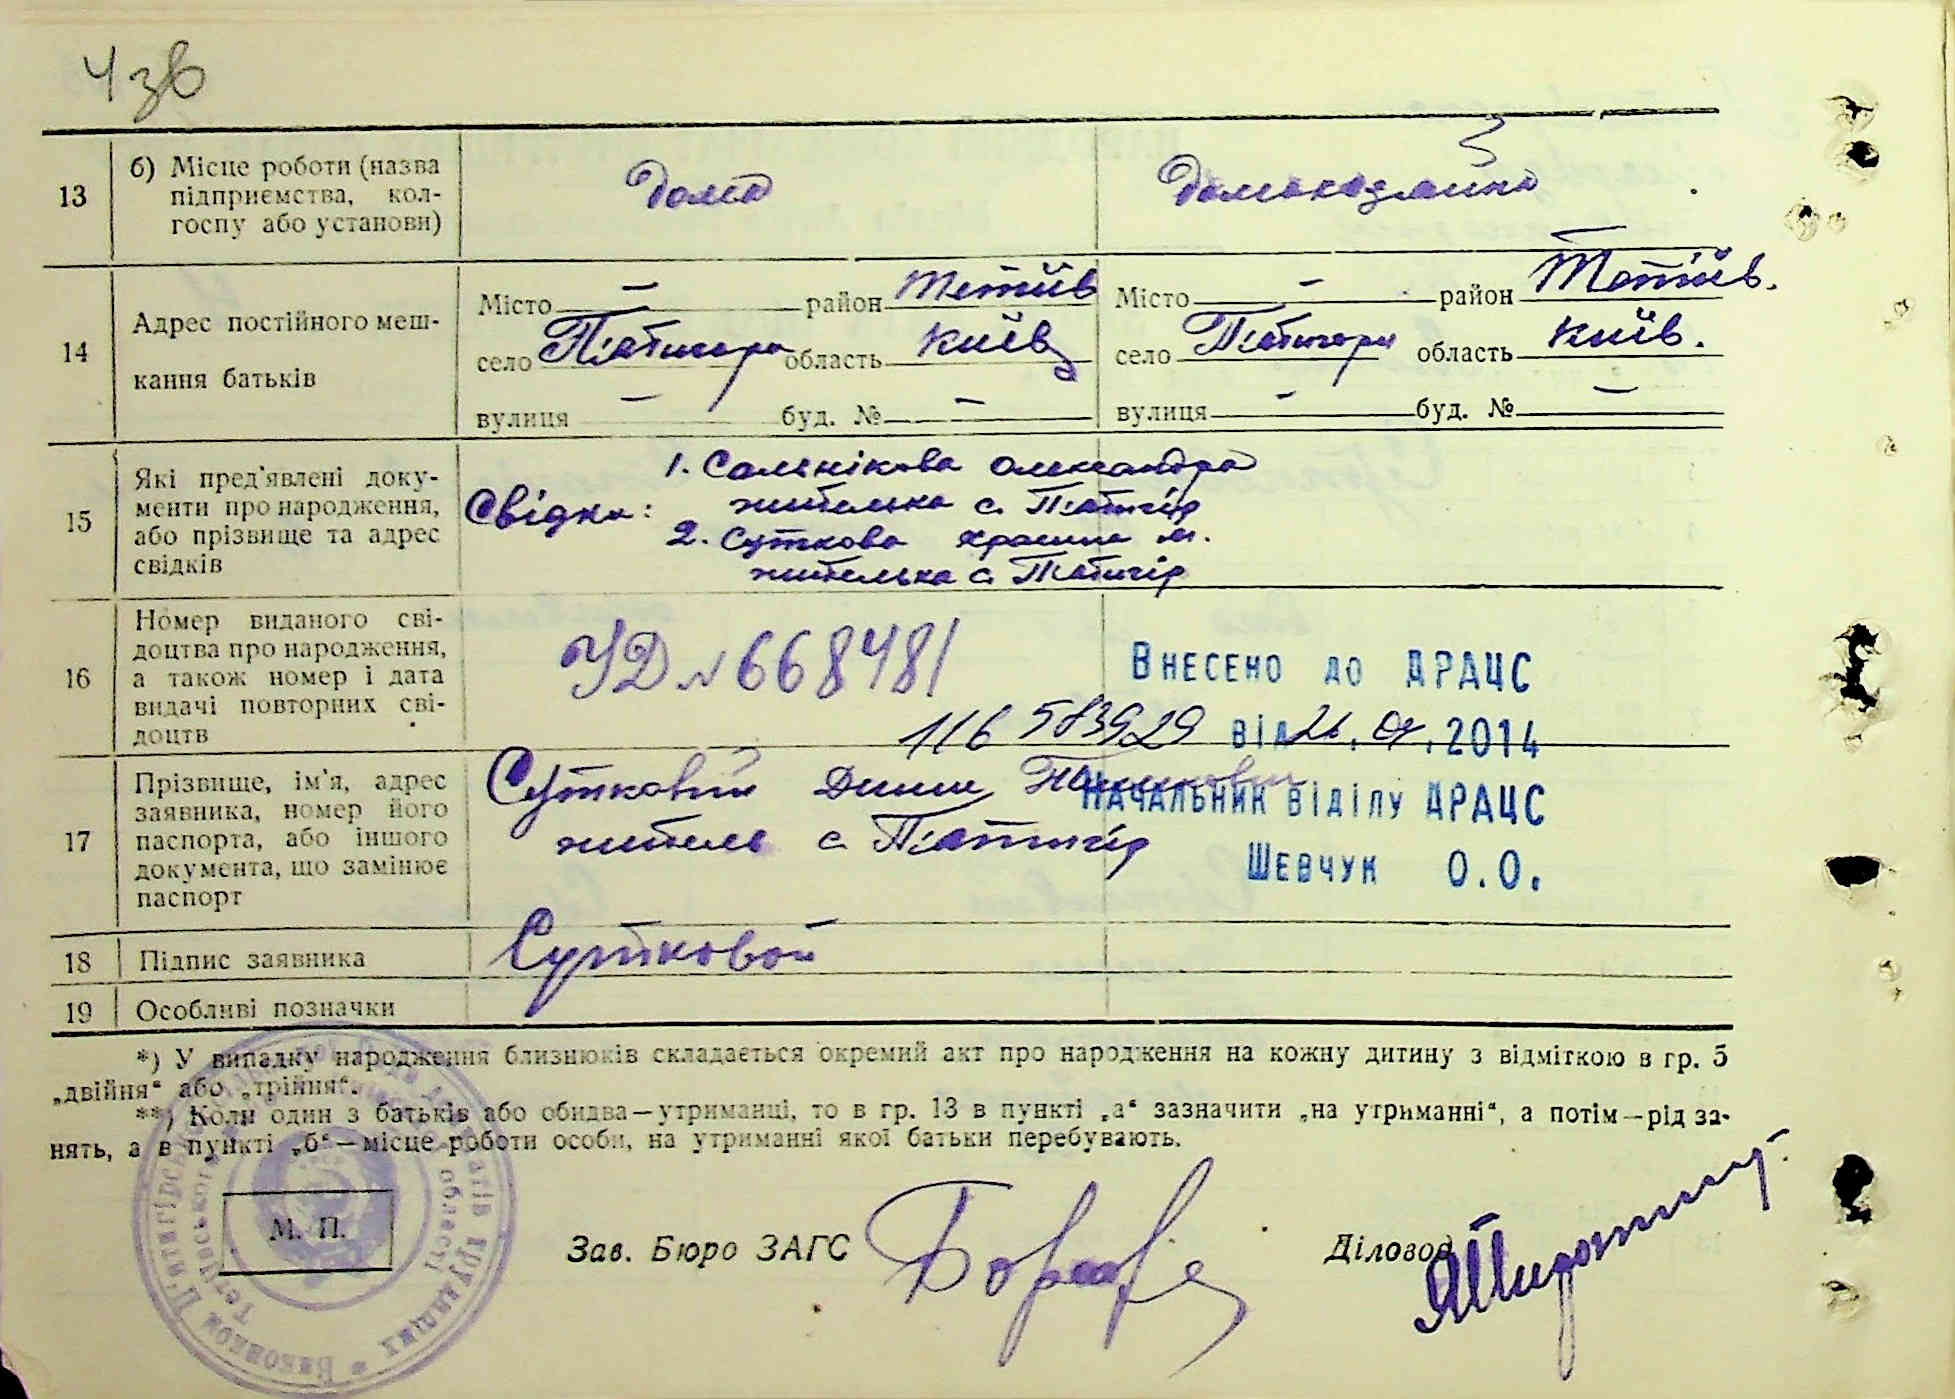 13
б) Місце роботи (назва
підприємства, кол-
госпу або установи)
дома
14
Адрес постійного меш-
кання батьків
Місто — район Тетіїв
село П'ятигори область Київ
вулиця — буд. № —
Місто — район Тетіїв.
село П'ятигори область Київ.
вулиця — буд. № —
15
Які пред'явлені доку-
менти про народження,
або прізвище та адрес
свідків
Свідки:
1. Сальнікова Олександра
жителька с. П'ятигір
2. Суткова м.
жителька с. П'ятигір
16
Номер виданого сві-
доцтва про народження,
а також номер і дата
видачі повторних сві-
доцтв
УД № 668481
Внесено до ДРАЦС
116 583929 від 2014
17
Прізвище, ім'я, адрес
заявника, номер його
паспорта, або іншого
документа, що замінює
паспорт
Сутковий
житель с. П'ятигір
Начальник відділу ДРАЦС
Шевчук О.О.
18
Підпис заявника
Сутковой
19
Особливі позначки
*) У випадку народження близнюків складається окремий акт про народження на кожну дитину з відміткою в гр. 5
„двійня“ або „трійня“.
**) Коли один з батьків або обидва—утриманці, то в гр. 13 в пункті „а“ зазначити „на утриманні“, а потім—рід за-
нять, а в пункті „б“—місце роботи особи, на утриманні якої батьки перебувають.
М. П.
Зав. Бюро ЗАГС
Діловод